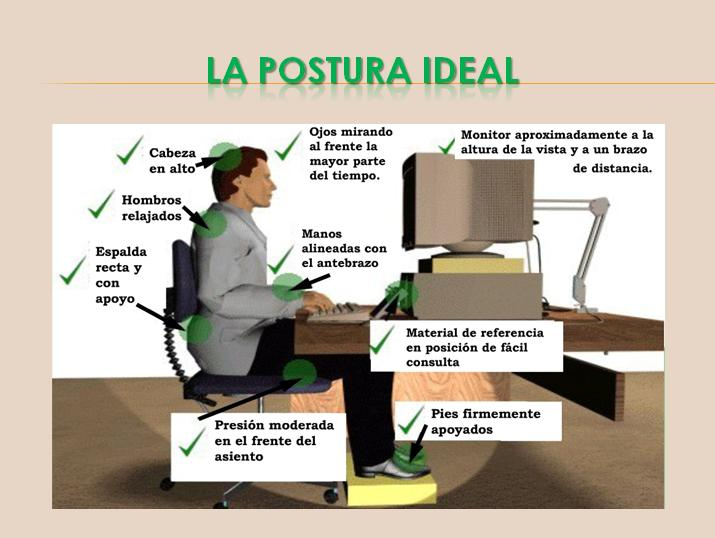 LA POSTURA IDEAL
Cabeza
en alto
Ojos mirando
al frente la
mayor parte
del tiempo.
Monitor aproximadamente a la
altura de la vista y a un brazo
de distancia.
Hombros
relajados
Manos
alineadas con
el antebrazo
Espalda
recta y
con
apoyo
Material de referencia
en posición de fácil
consulta
Presión moderada
en el frente del
asiento
Pies firmemente
apoyados